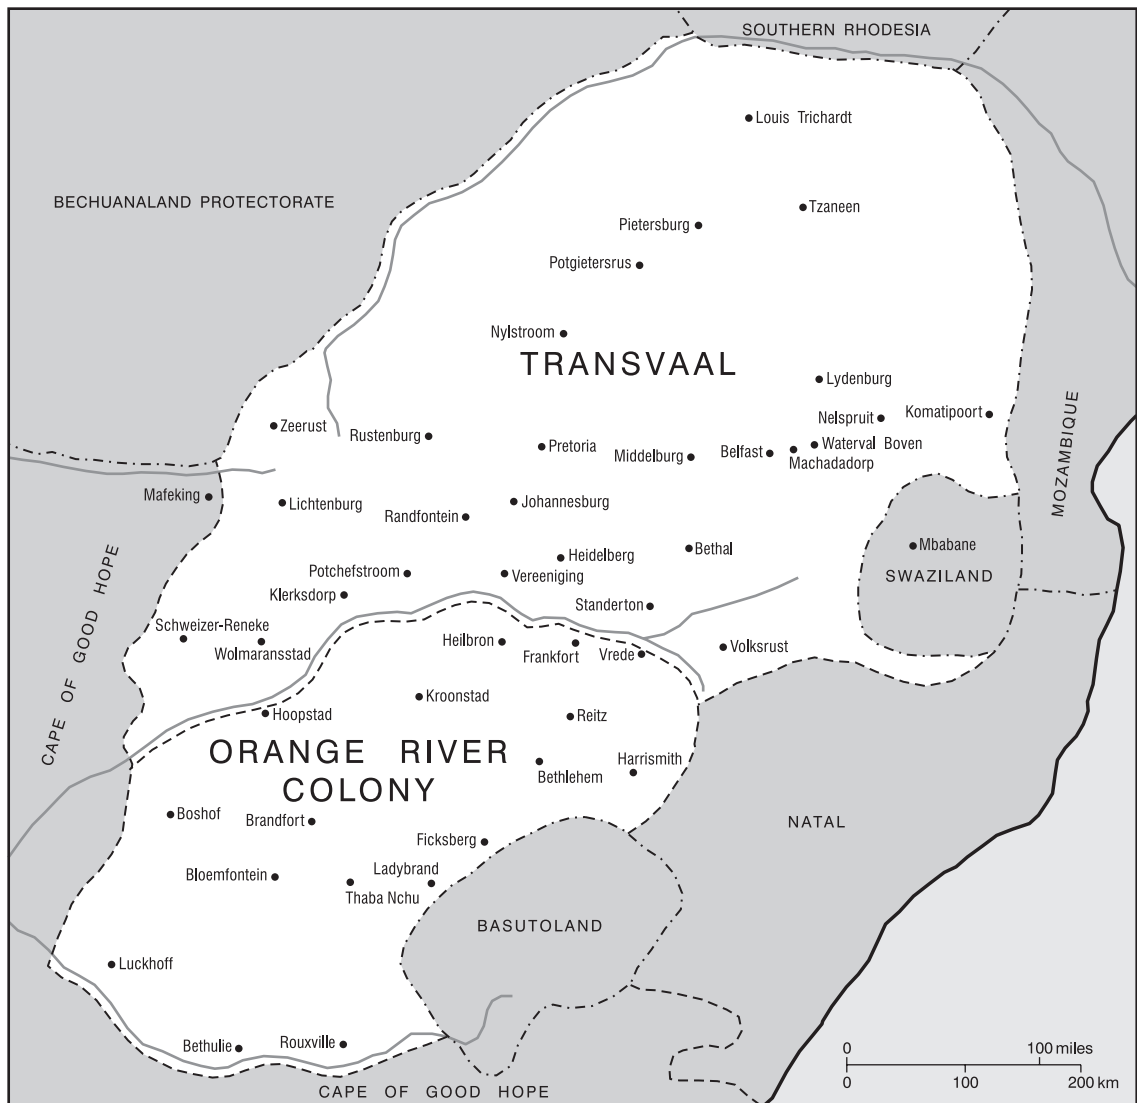 SOUTHERN RHODESIA
Louis Trichardt
BECHUANALAND PROTECTORATE
Tzaneen
Pietersburg
Potgietersrus
Nylstroom
TRANSVAAL
Lydenburg
Nelspruit
Komatipoort
MOZAMBIQUE
Zeerust
Rustenburg
Pretoria
Middelburg
Belfast
Waterval Boven
Machadadorp
Mafeking
Lichtenburg
Johannesburg
Randfontein
Mbabane
SWAZILAND
Heidelberg
Bethal
Potchefstroom
Vereeniging
Klerksdorp
Standerton
CAPE OF GOOD HOPE
Schweizer-Reneke
Wolmaransstad
Heilbron
Frankfort
Vrede
Volksrust
Kroonstad
Hoopstad
Reitz
ORANGE RIVER
COLONY
Bethlehem
Harrismith
Boshof
Brandfort
NATAL
Ficksberg
Ladybrand
Bloemfontein
Thaba Nchu
BASUTOLAND
Luckhoff
Bethulie
Rouxville
CAPE OF GOOD HOPE
0 100 miles
0 100 200 km